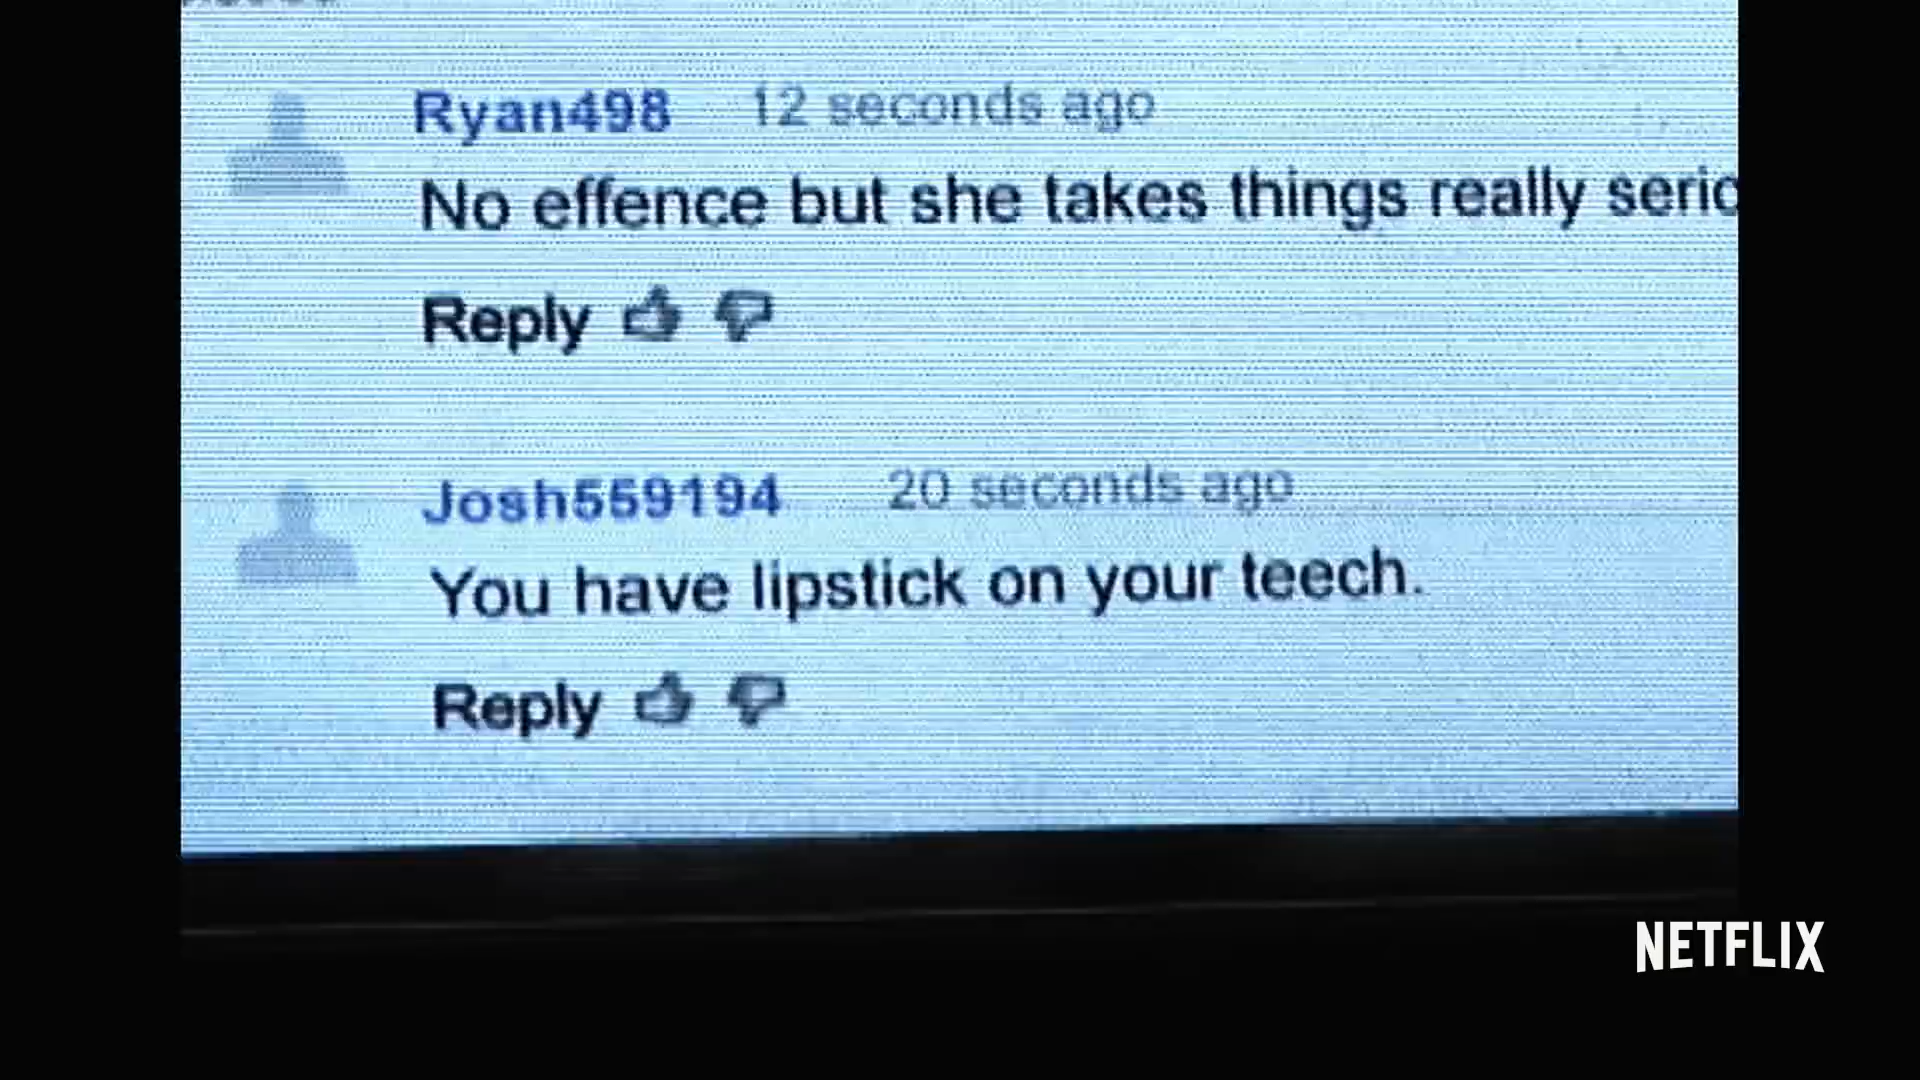 Ryan498 12 seconds ago
No effence but she takes things really
Reply
Josh559194 20 seconds ago
You have lipstick on your teech.
Reply
NETFLIX